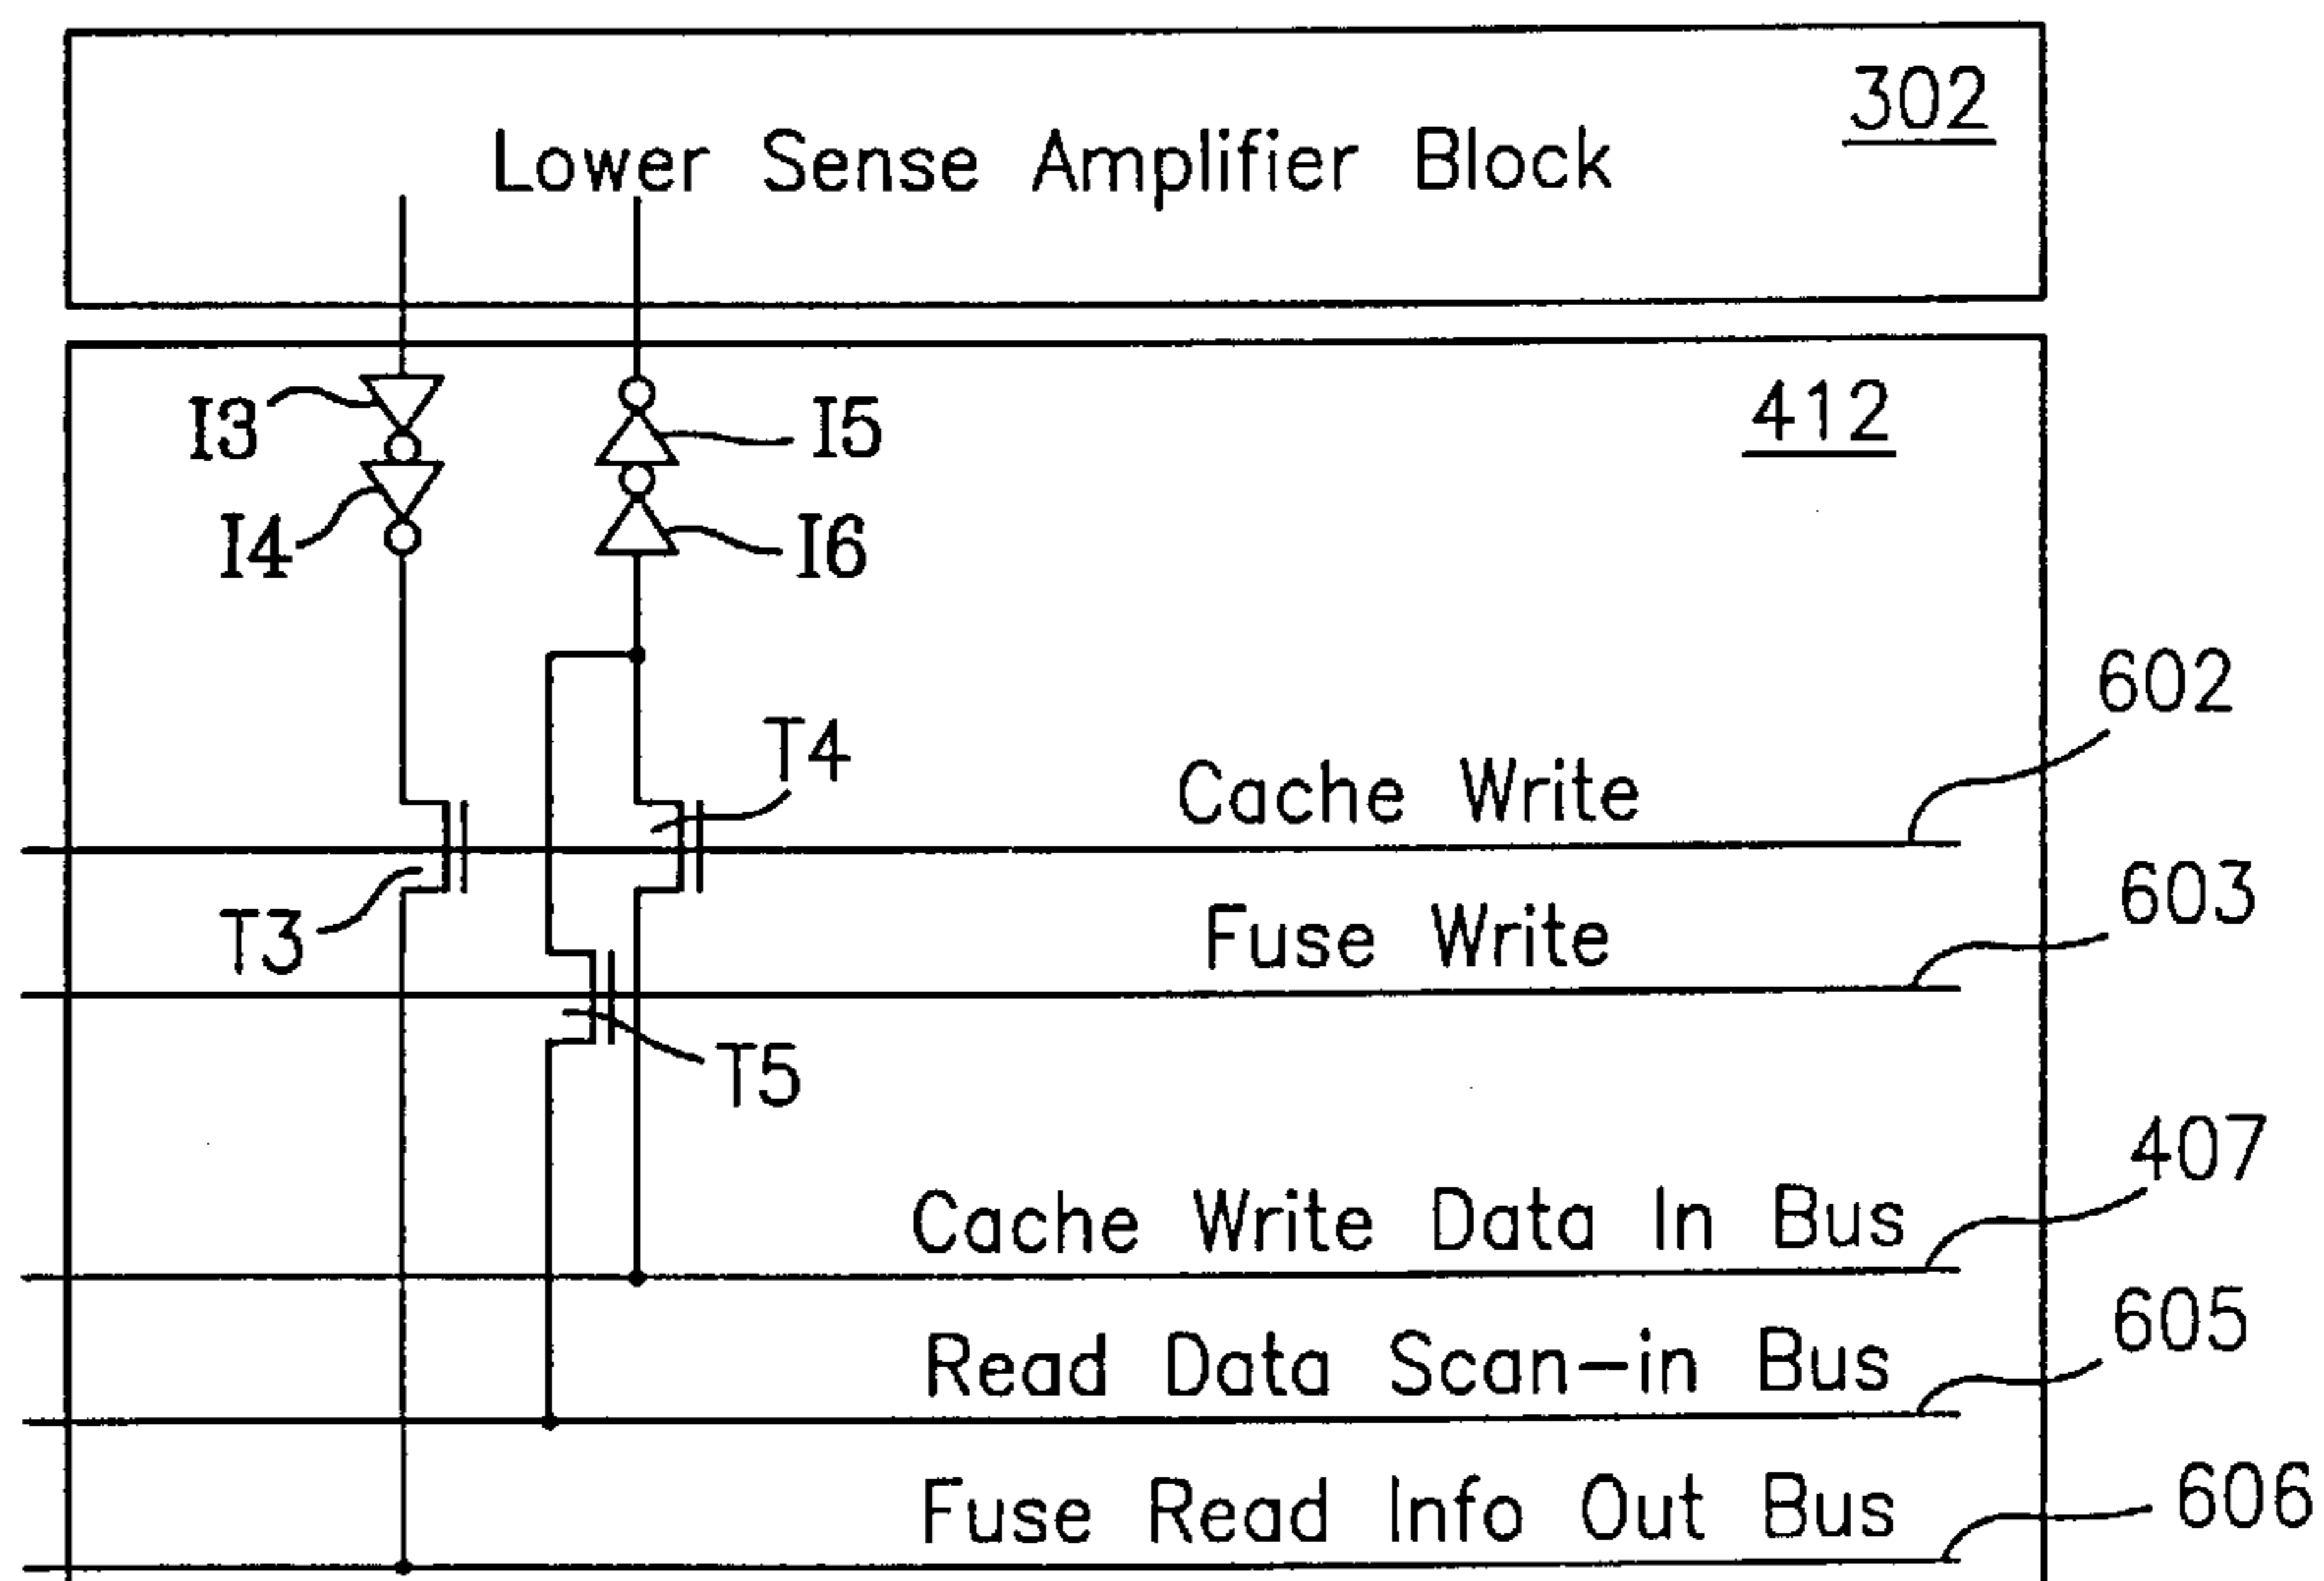 302
Lower Sense Amplifier Block
412
I3
I5
I4
I6
602
T4
Cache Write
603
T3
Fuse Write
T5
407
Cache Write Data In Bus
605
Read Data Scan-in Bus
606
Fuse Read Info Out Bus